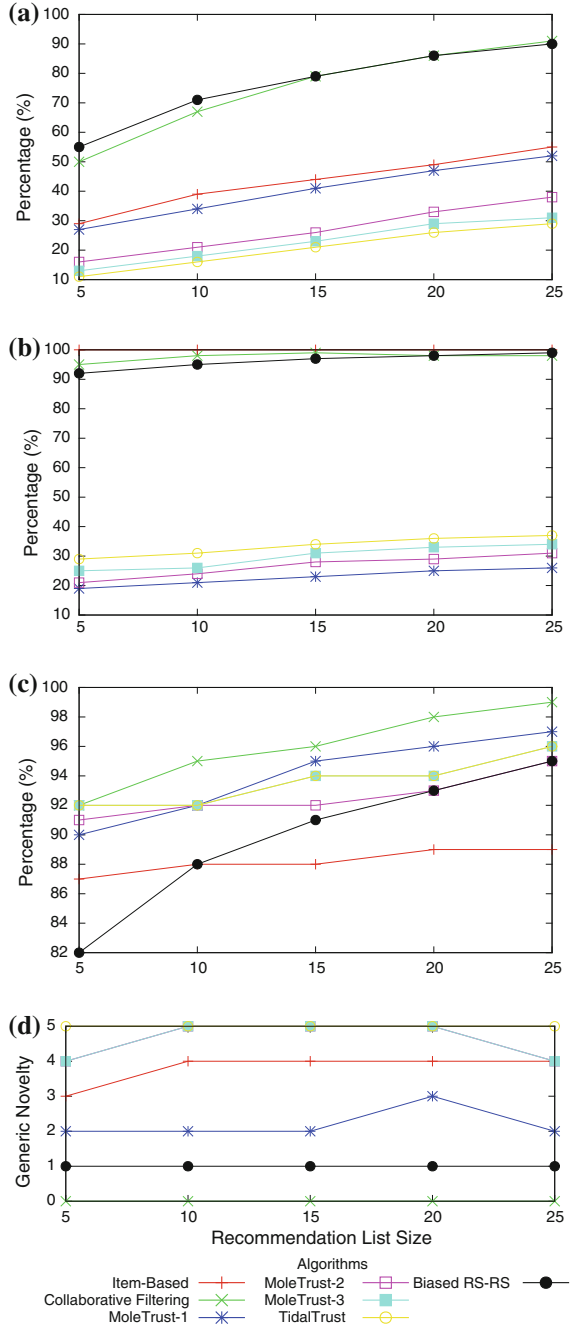 (a)
100
90
80
70
60
50
40
30
20
10
Percentage (%)
5 10 15 20 25
(b)
100
90
80
70
60
50
40
30
20
10
Percentage (%)
5 10 15 20 25
(c)
100
98
96
94
92
90
88
86
84
82
Percentage (%)
5 10 15 20 25
(d)
5
4
3
2
1
0
Generic Novelty
5 10 15 20 25
Recommendation List Size
Algorithms
Item-Based MoleTrust-2 Biased RS-RS
Collaborative Filtering MoleTrust-3
MoleTrust-1 TidalTrust